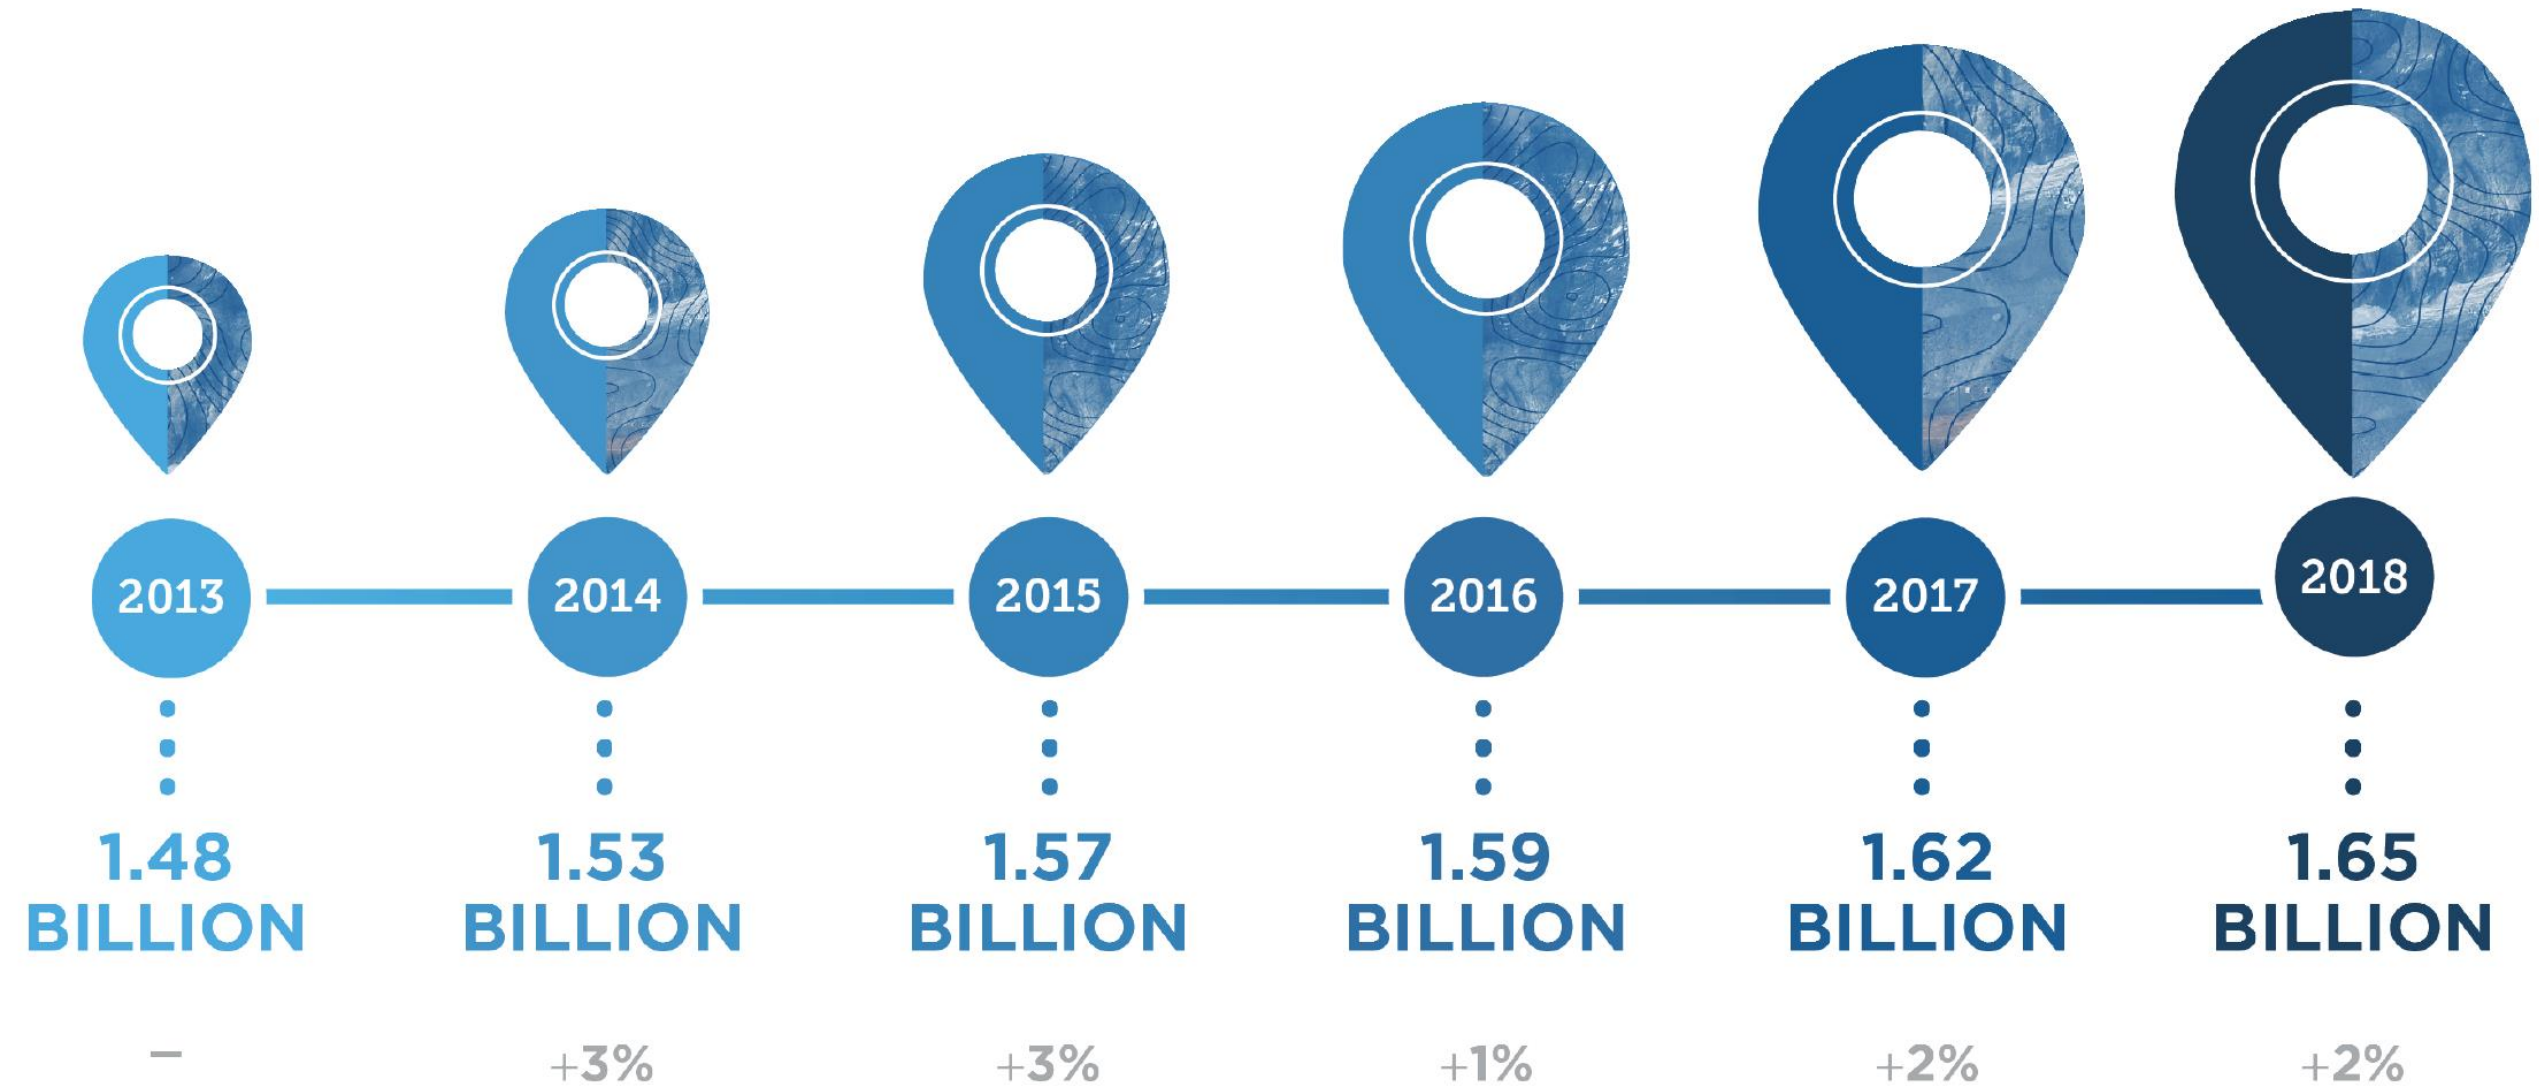 2013 2014 2015 2016 2017 2018
1.48 1.53 1.57 1.59 1.62 1.65
BILLION BILLION BILLION BILLION BILLION BILLION
– +3% +3% +1% +2% +2%